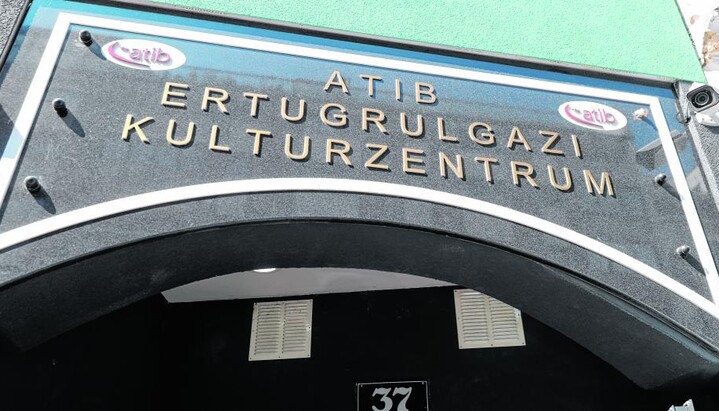 atib
ATIB
ERTUGRULGAZI
KULTURZENTRUM
atib
37